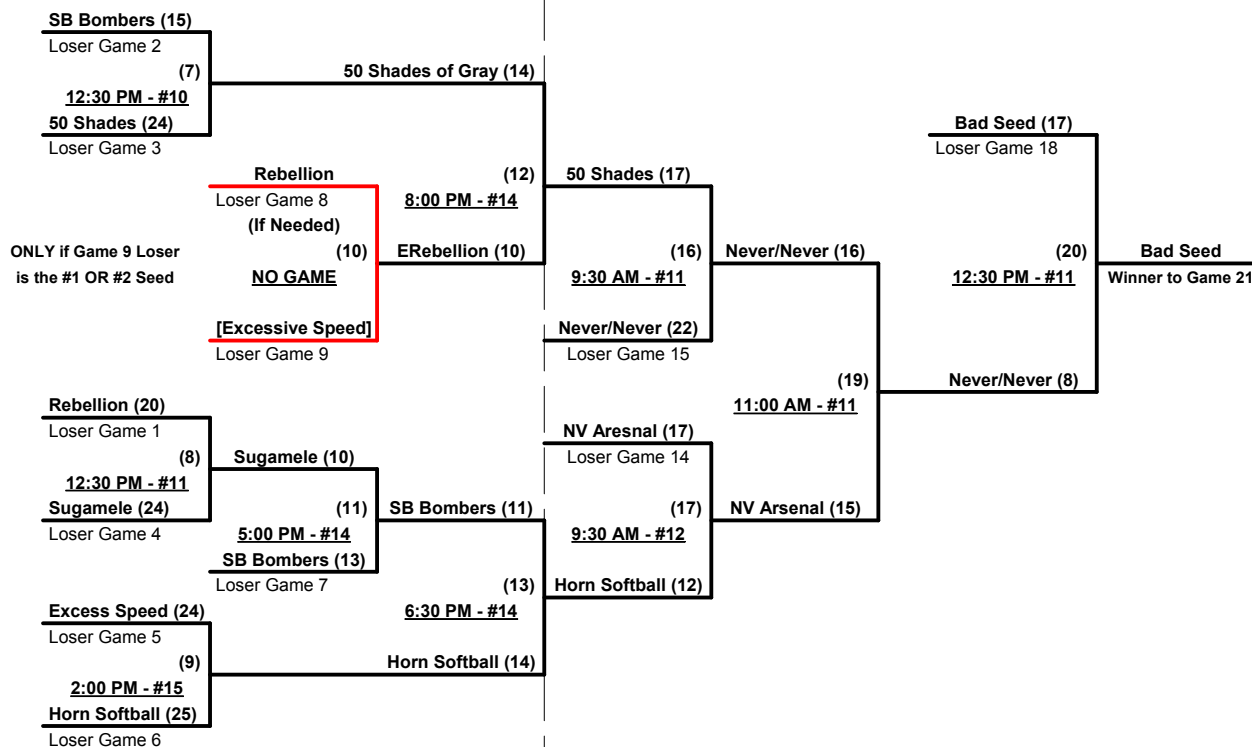 SB Bombers (15)
Loser Game 2
(7)
12:30 PM - #10
50 Shades (24)
Loser Game 3
50 Shades of Gray (14)
Rebellion
Loser Game 8
(If Needed)
(10)
NO GAME
[Excessive Speed]
Loser Game 9
ONLY if Game 9 Loser
is the #1 OR #2 Seed
(12)
8:00 PM - #14
ERebellion (10)
50 Shades (17)
(16)
9:30 AM - #11
Never/Never (22)
Loser Game 15
Never/Never (16)
Rebellion (20)
Loser Game 1
(8)
12:30 PM - #11
Sugamele (24)
Loser Game 4
Sugamele (10)
(11)
5:00 PM - #14
SB Bombers (13)
Loser Game 7
SB Bombers (11)
(13)
6:30 PM - #14
Excess Speed (24)
Loser Game 5
(9)
2:00 PM - #15
Horn Softball (25)
Loser Game 6
Horn Softball (14)
NV Aresnal (17)
Loser Game 14
(17)
9:30 AM - #12
Horn Softball (12)
NV Arsenal (15)
(19)
11:00 AM - #11
Bad Seed (17)
Loser Game 18
(20)
12:30 PM - #11
Never/Never (8)
Bad Seed
Winner to Game 21